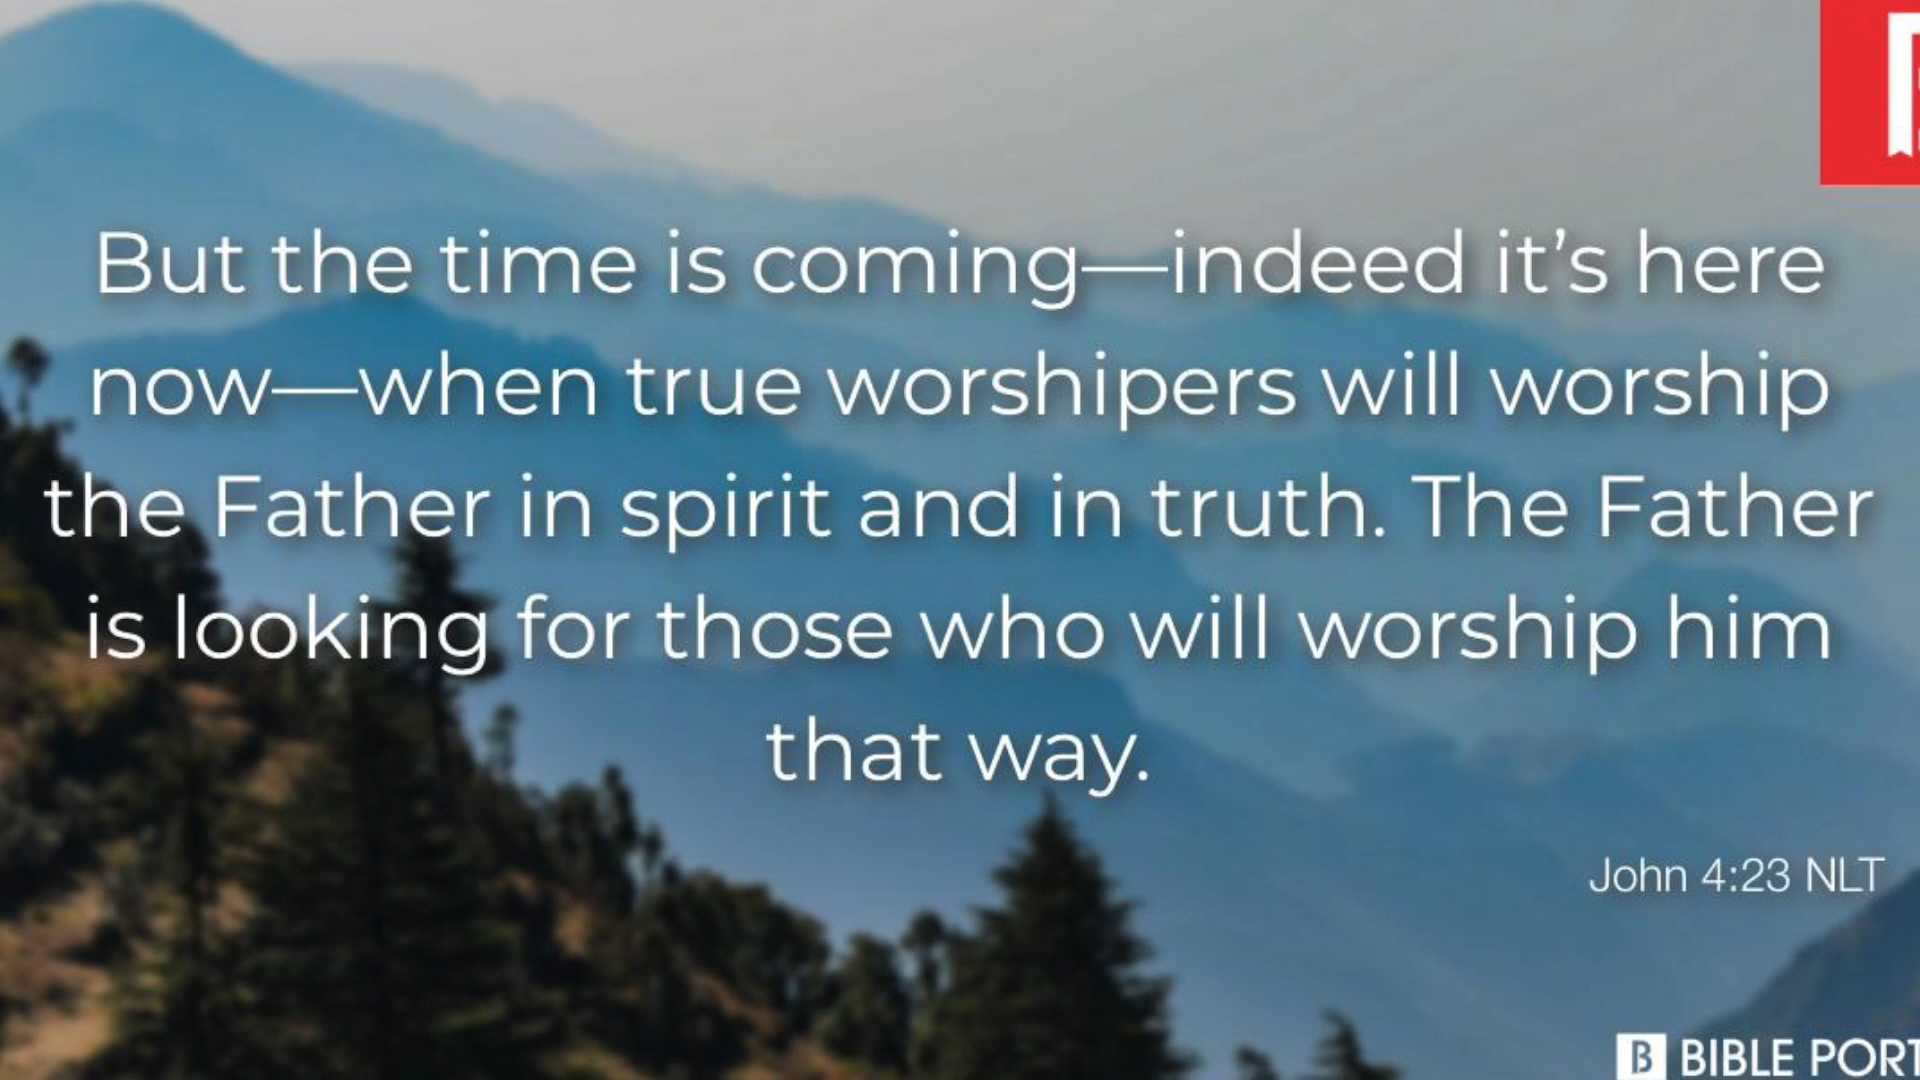 But the time is coming—indeed it’s here
now—when true worshipers will worship
the Father in spirit and in truth. The Father
is looking for those who will worship him
that way.
John 4:23 NLT
B BIBLE PORT